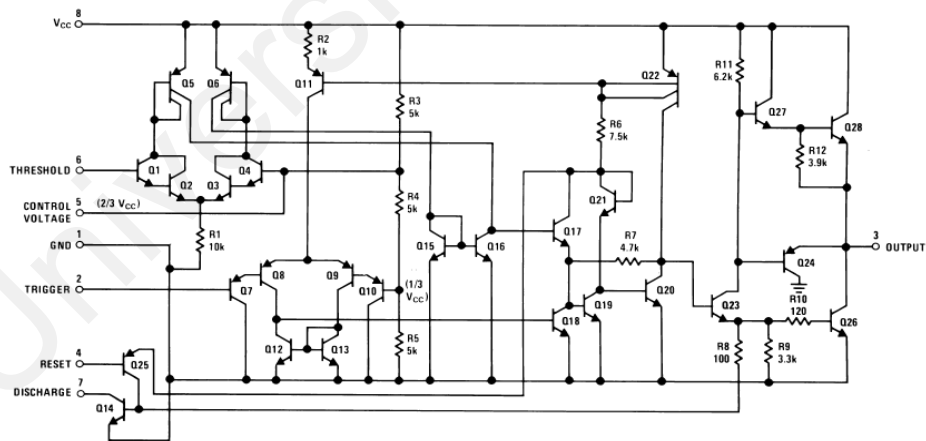 8
VCC
R2
1k
Q5
Q6
Q11
R3
5k
Q22
R11
6.2k
Q27
Q28
R6
7.5k
R12
3.9k
6
THRESHOLD
Q1
Q2
Q3
Q4
5
CONTROL
VOLTAGE
(2/3 VCC)
R4
5k
Q21
R1
10k
1
GND
Q15
Q16
Q17
R7
4.7k
3
OUTPUT
Q24
2
TRIGGER
Q7
Q8
Q9
Q10
(1/3
VCC)
Q18
Q19
Q20
Q23
R10
120
Q26
Q12
Q13
R5
5k
R8
100
R9
3.3k
4
RESET
Q25
7
DISCHARGE
Q14
Univers